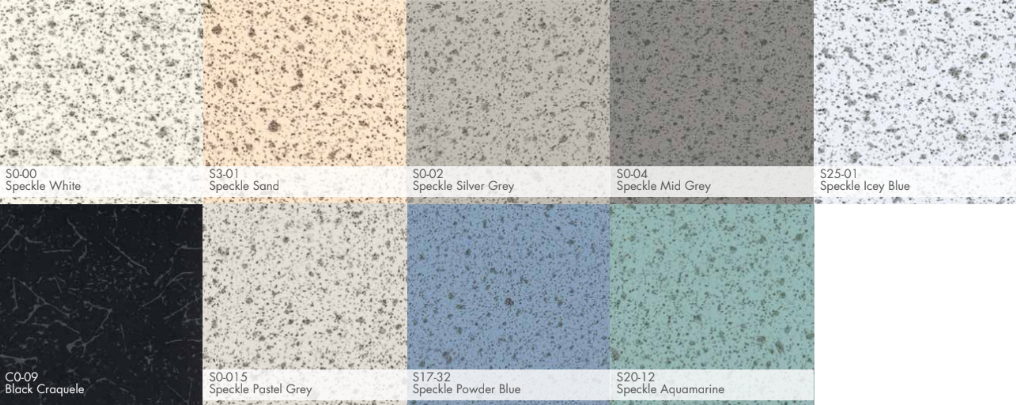 S0-00
Speckle White
S3-01
Speckle Sand
S0-02
Speckle Silver Grey
S0-04
Speckle Mid Grey
S25-01
Speckle Icey Blue
C0-09
Black Craquele
S0-015
Speckle Pastel Grey
S17-32
Speckle Powder Blue
S20-12
Speckle Aquamarine